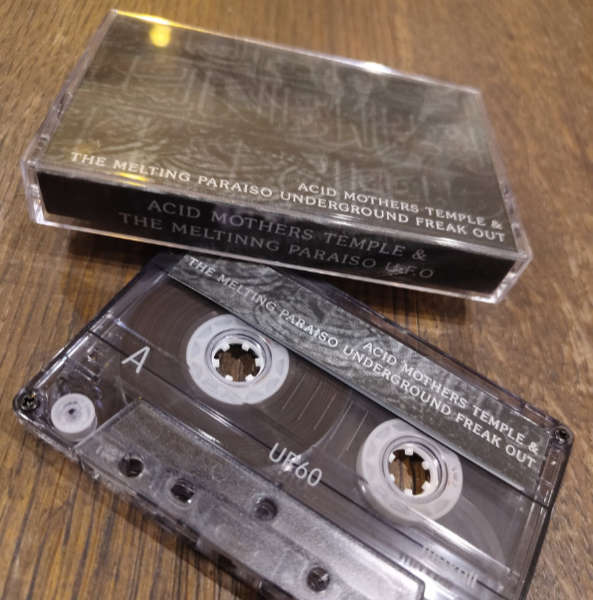 ACID MOTHERS TEMPLE &
THE MELTING PARAISO UNDERGROUND FREAK OUT
ACID MOTHERS TEMPLE &
THE MELTINNG PARAISO U.F.O
ACID MOTHERS TEMPLE &
THE MELTING PARAISO UNDERGROUND FREAK OUT
A
UF60